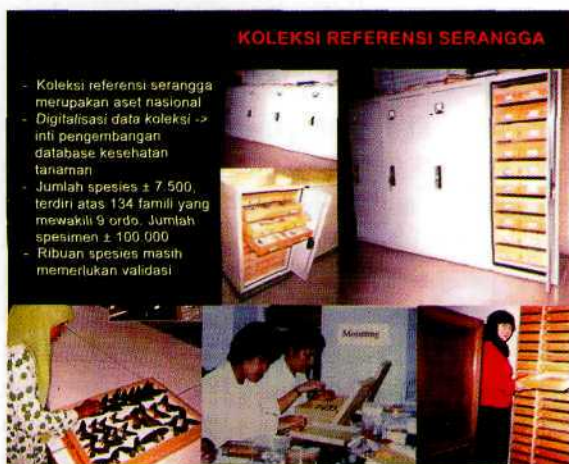 KOLEKSI REFERENSI SERANGGA
- Koleksi referensi serangga
merupakan aset nasional
- Digitalisasi data koleksi ->
inti pengembangan
database kesehatan
tanaman
- Jumlah spesies ± 7.500,
terdiri atas 134 famili yang
mewakili 9 ordo. Jumlah
spesimen ± 100.000
- Ribuan spesies masih
memerlukan validasi
Mounting